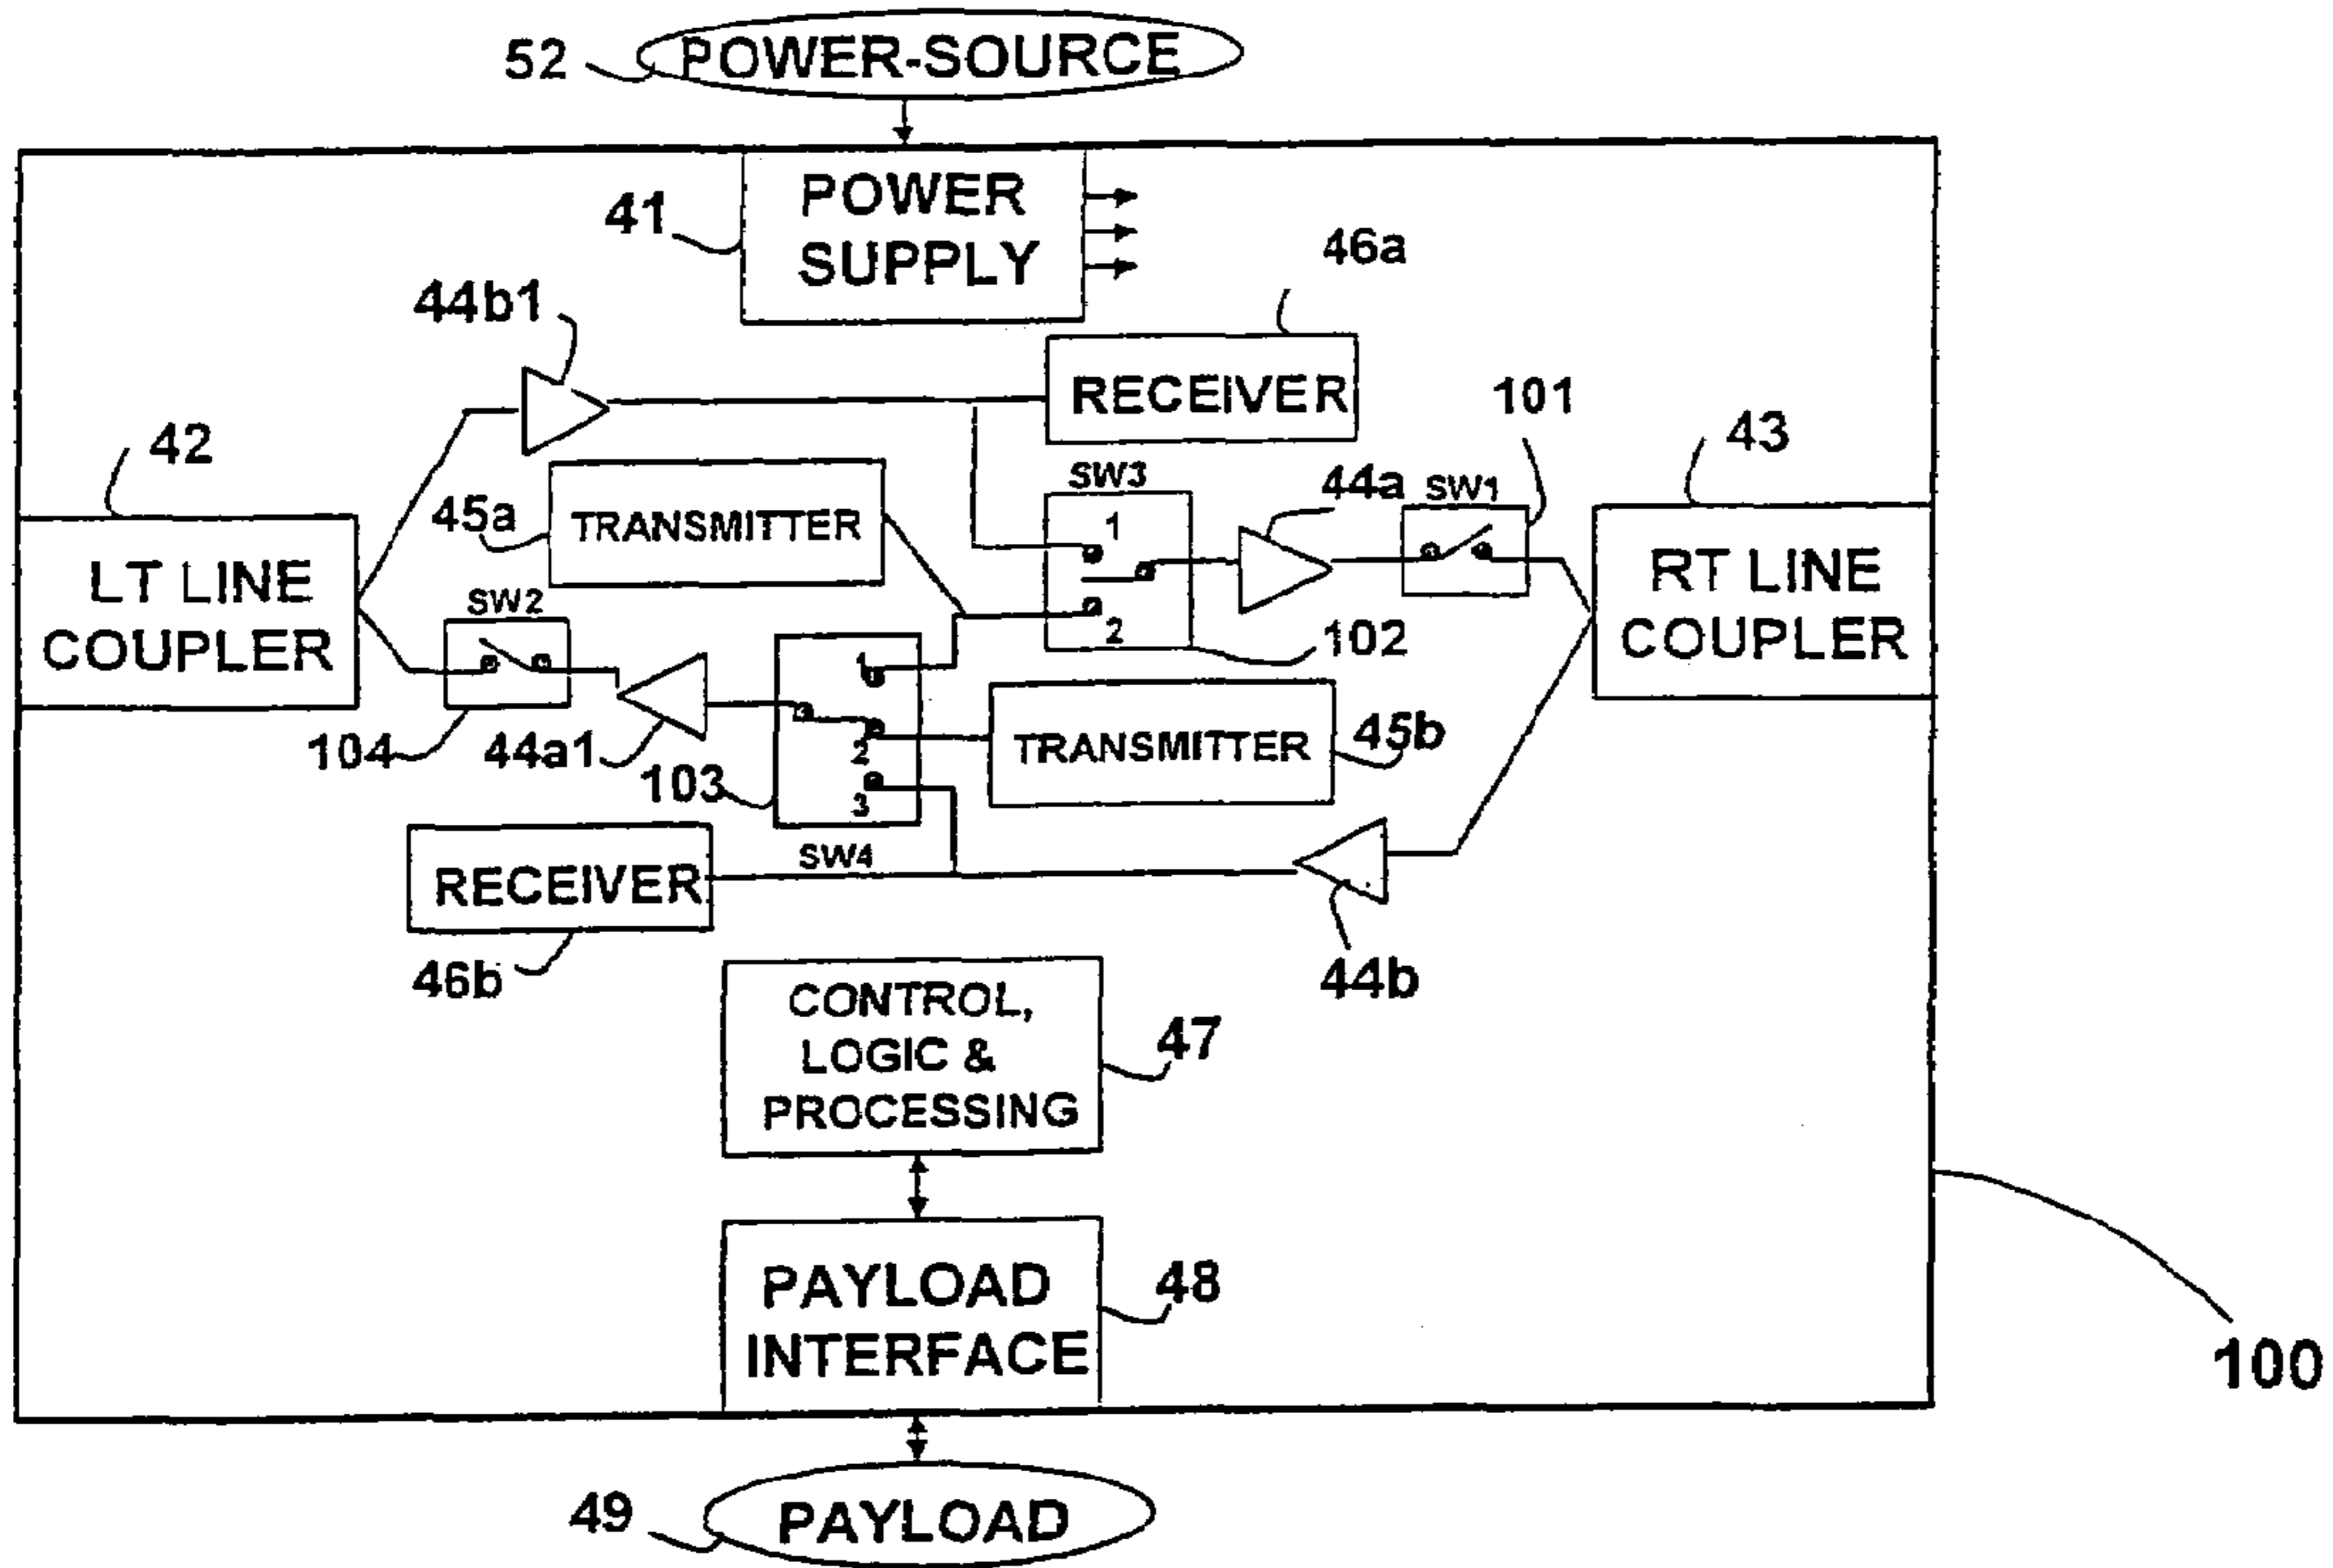 52 POWER-SOURCE
41 POWER
SUPPLY
46a
44b1
RECEIVER
101
42
43
45a TRANSMITTER
SW3
44a
SW1
1
LT LINE
COUPLER
SW2
RT LINE
COUPLER
2
102
1
104
44a1
103
2
TRANSMITTER
45b
3
SW4
RECEIVER
46b
44b
CONTROL,
LOGIC &
PROCESSING
47
PAYLOAD
INTERFACE
48
100
49 PAYLOAD